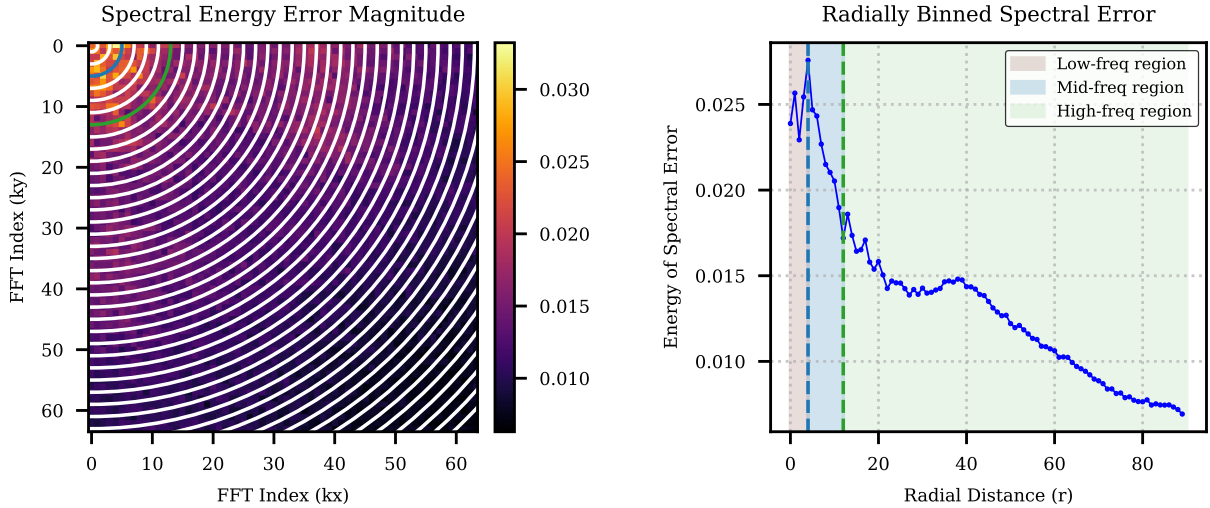 Spectral Energy Error Magnitude
0
10
20
30
40
50
60
FFT Index (ky)
0 10 20 30 40 50 60
FFT Index (kx)
0.030
0.025
0.020
0.015
0.010
Radially Binned Spectral Error
Low-freq region
Mid-freq region
High-freq region
0.025
0.020
0.015
0.010
Energy of Spectral Error
0 20 40 60 80
Radial Distance (r)